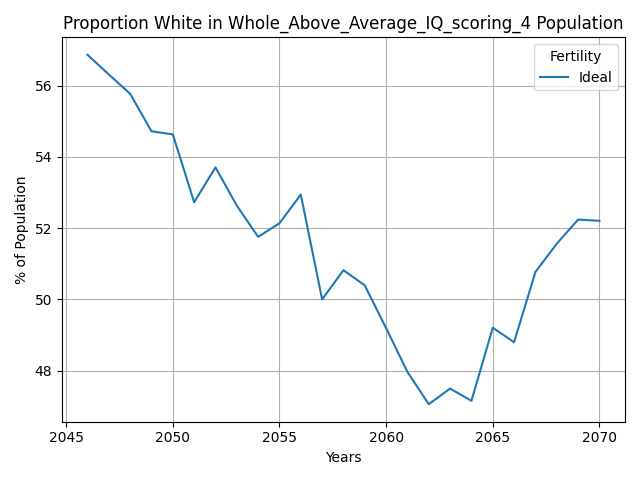 Proportion White in Whole_Above_Average_IQ_scoring_4 Population
Fertility
Ideal
% of Population
56
54
52
50
48
2045 2050 2055 2060 2065 2070
Years